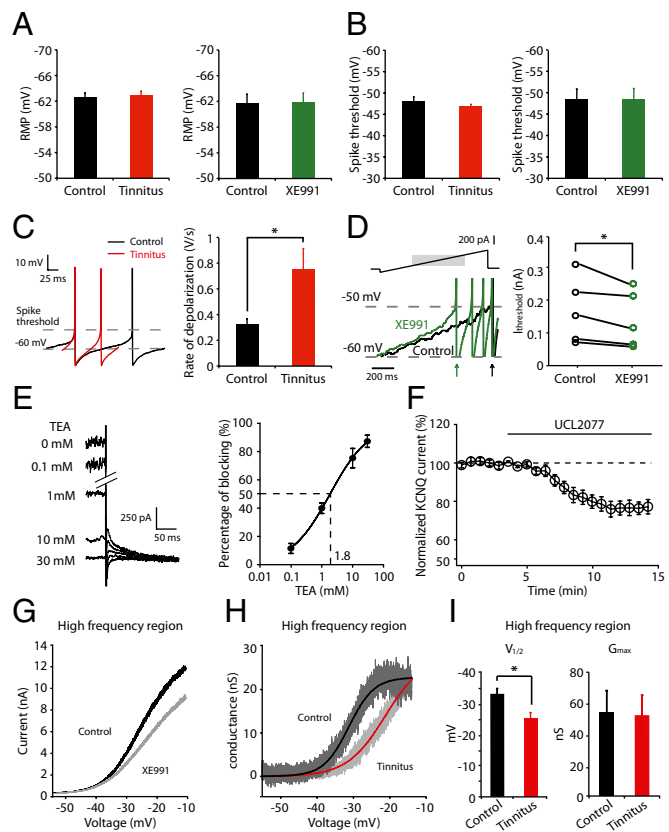 A
-70
-66
-62
-58
-54
-50
RMP (mV)
Control
Tinnitus
-70
-66
-62
-58
-54
-50
RMP (mV)
Control
XE991
B
-60
-55
-50
-45
-40
-35
-30
Spike threshold (mV)
Control
Tinnitus
-60
-55
-50
-45
-40
-35
-30
Spike threshold (mV)
Control
XE991
C
10 mV
25 ms
Control
Tinnitus
Spike
threshold
-60 mV
1
0.8
0.6
0.4
0.2
0
Rate of depolarization (V/s)
*
Control
Tinnitus
D
200 pA
-50 mV
XE991
Control
-60 mV
200 ms
0.4
0.3
0.2
0.1
0
Ithreshold (nA)
*
Control
XE991
E
TEA
0 mM
0.1 mM
1mM
10 mM
30 mM
250 pA
50 ms
100
80
60
50
40
20
0
Percentage of blocking (%)
0.01
0.1
1
10
100
1.8
TEA (mM)
F
UCL2077
120
100
80
60
50
Normalized KCNQ current (%)
0
5
10
15
Time (min)
G
High frequency region
14
12
10
8
6
4
2
0
Current (nA)
Control
XE991
-50
-40
-30
-20
-10
Voltage (mV)
H
High frequency region
30
20
10
0
conductance (nS)
Control
Tinnitus
-50
-40
-30
-20
-10
Voltage (mV)
I
High frequency region
V1/2
-40
-30
-20
-10
0
mV
*
Control
Tinnitus
Gmax
80
60
40
20
0
nS
Control
Tinnitus